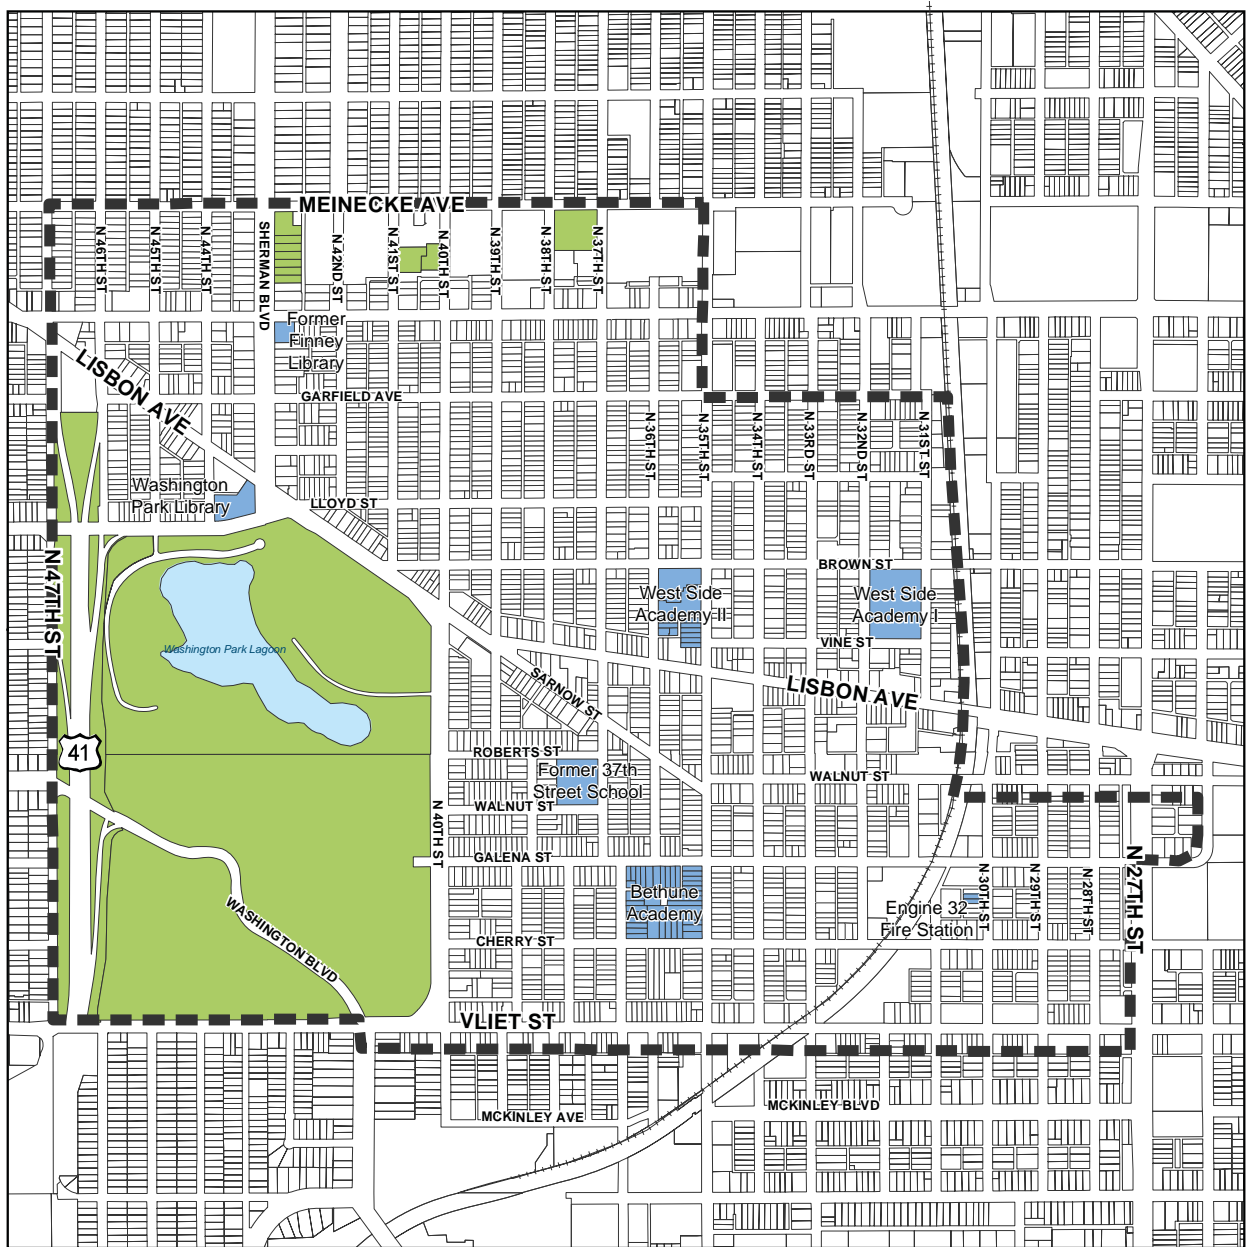 MEINECKE AVE
N 46TH ST
N 45TH ST
N 44TH ST
SHERMAN BLVD
N 42ND ST
N 41ST ST
N 40TH ST
N 39TH ST
N 38TH ST
N 37TH ST
Former
Finney
Library
LISBON AVE
GARFIELD AVE
N 36TH ST
N 35TH ST
N 34TH ST
N 33RD ST
N 32ND ST
N 31ST ST
Washington
Park Library
LLOYD ST
N 47TH ST
BROWN ST
West Side
Academy II
West Side
Academy I
Washington Park Lagoon
VINE ST
SARNOW ST
LISBON AVE
41
ROBERTS ST
Former 37th
Street School
WALNUT ST
WALNUT ST
N 40TH ST
GALENA ST
Bethune
Academy
Engine 32
Fire Station
N 30TH ST
N 29TH ST
N 28TH ST
N 27TH ST
WASHINGTON BLVD
CHERRY ST
VLIET ST
MCKINLEY AVE
MCKINLEY BLVD